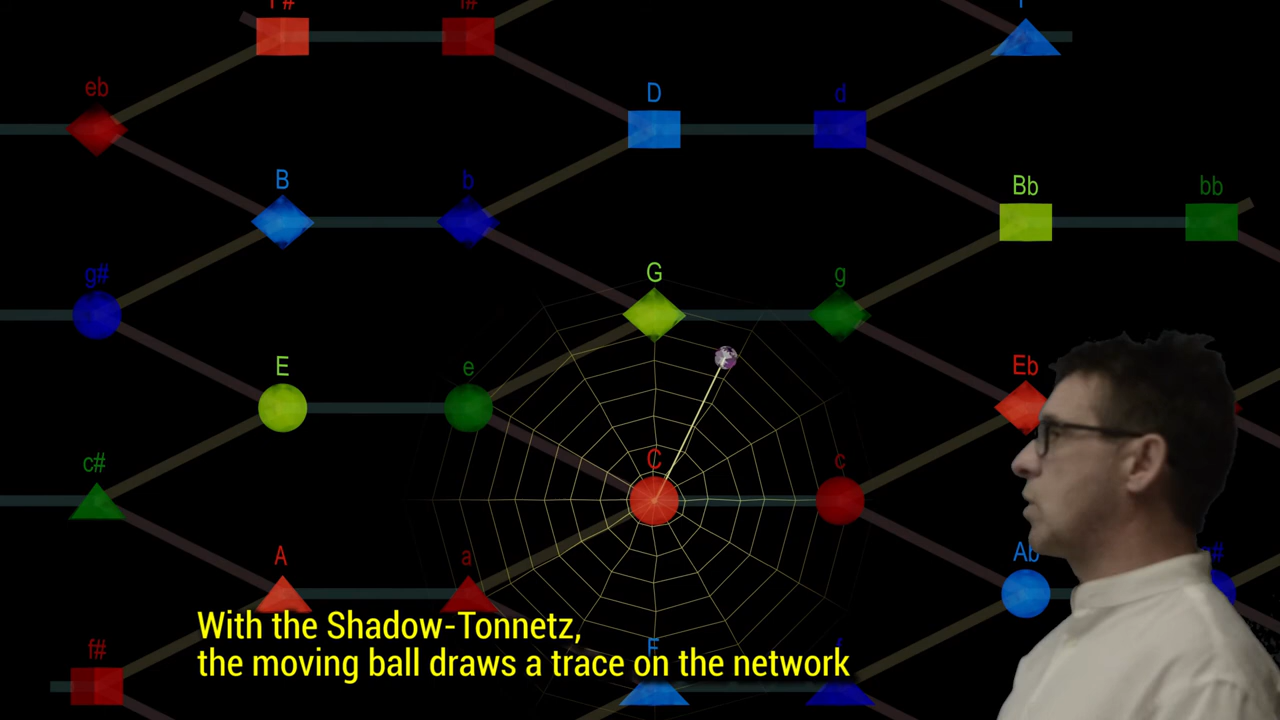 eb
D
d
B
b
Bb
bb
g#
G
g
E
e
Eb
c#
C
c
A
a
Ab
With the Shadow-Tonnetz,
the moving ball draws a trace on the network
f#
F